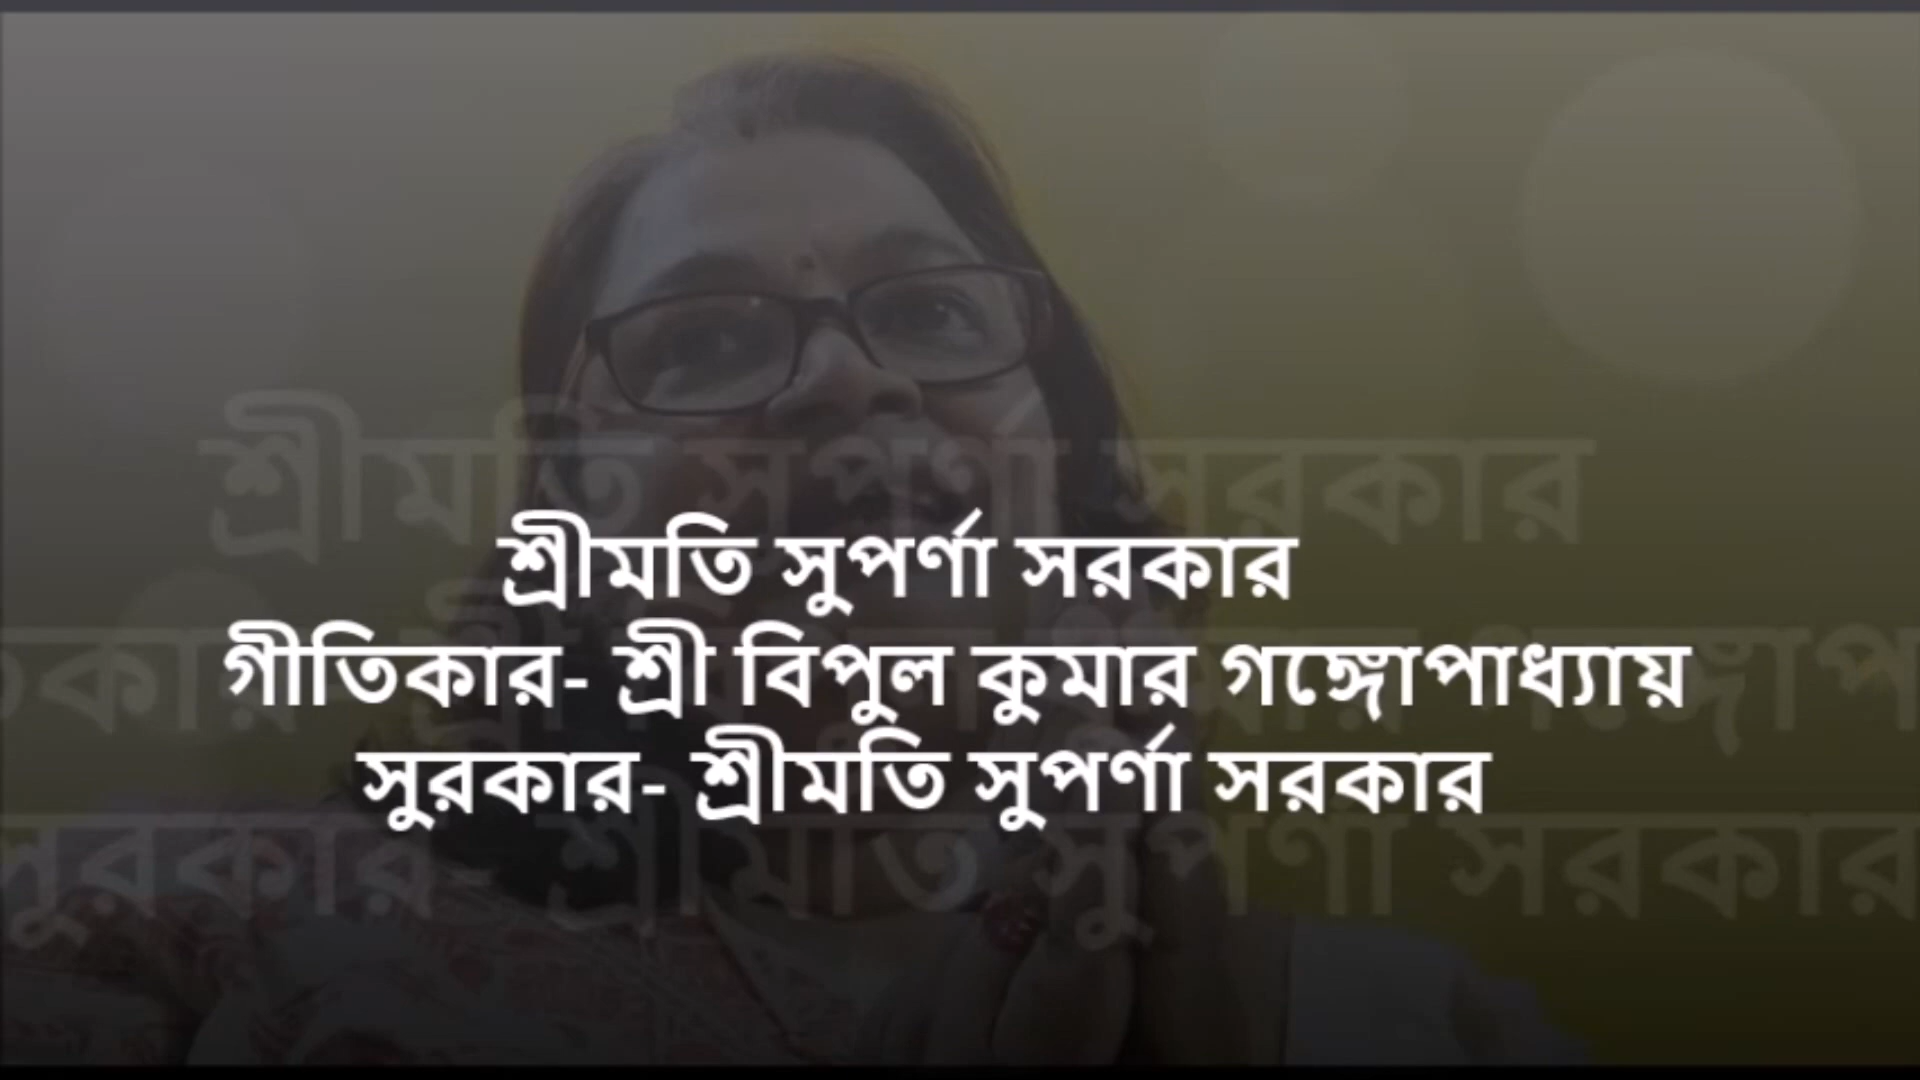 শ্রীমতি সুপর্ণা সরকার
গীতিকার- শ্রী বিপুল কুমার গঙ্গোপাধ্যায়
সুরকার- শ্রীমতি সুপর্ণা সরকার